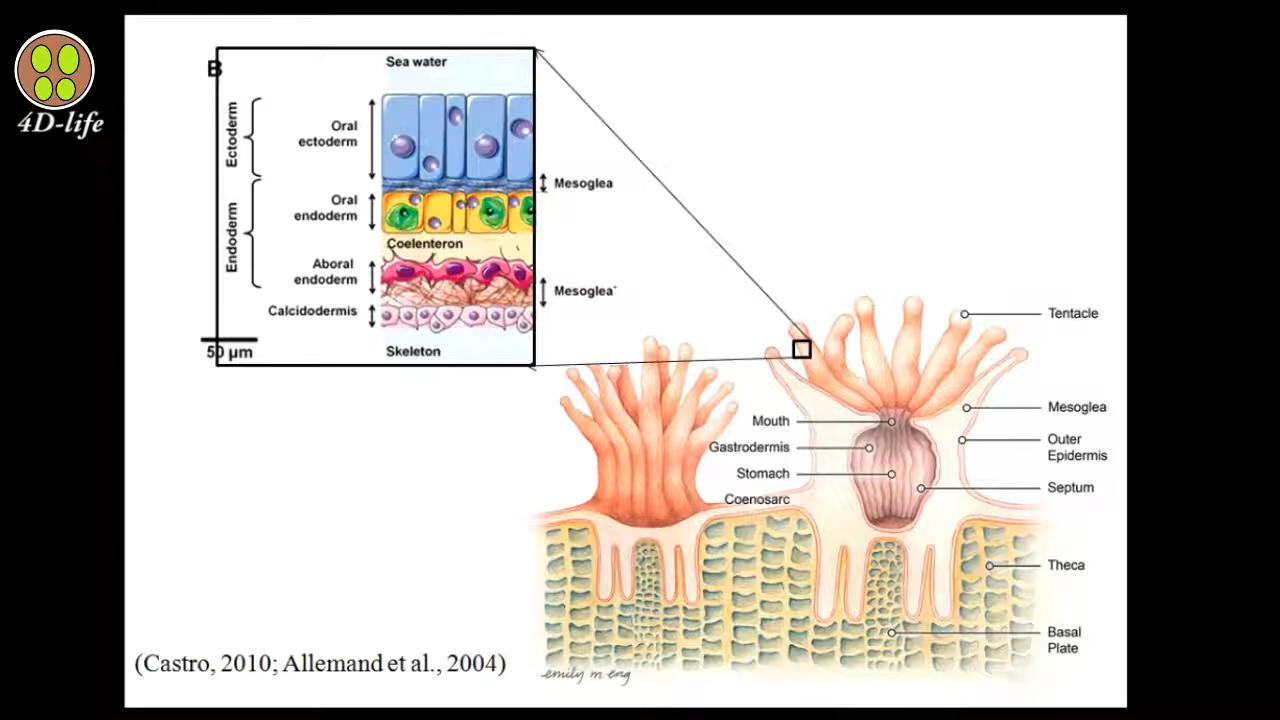 4D-life
B
Sea water
Ectoderm
Oral
ectoderm
Mesoglea
Endoderm
Oral
endoderm
Coelenteron
Aboral
endoderm
Mesoglea
Calcidodermis
50 µm
Skeleton
Tentacle
Mesoglea
Mouth
Outer
Epidermis
Gastrodermis
Stomach
Septum
Coenosarc
Theca
Basal
Plate
(Castro, 2010; Allemand et al., 2004)
emily m. eng